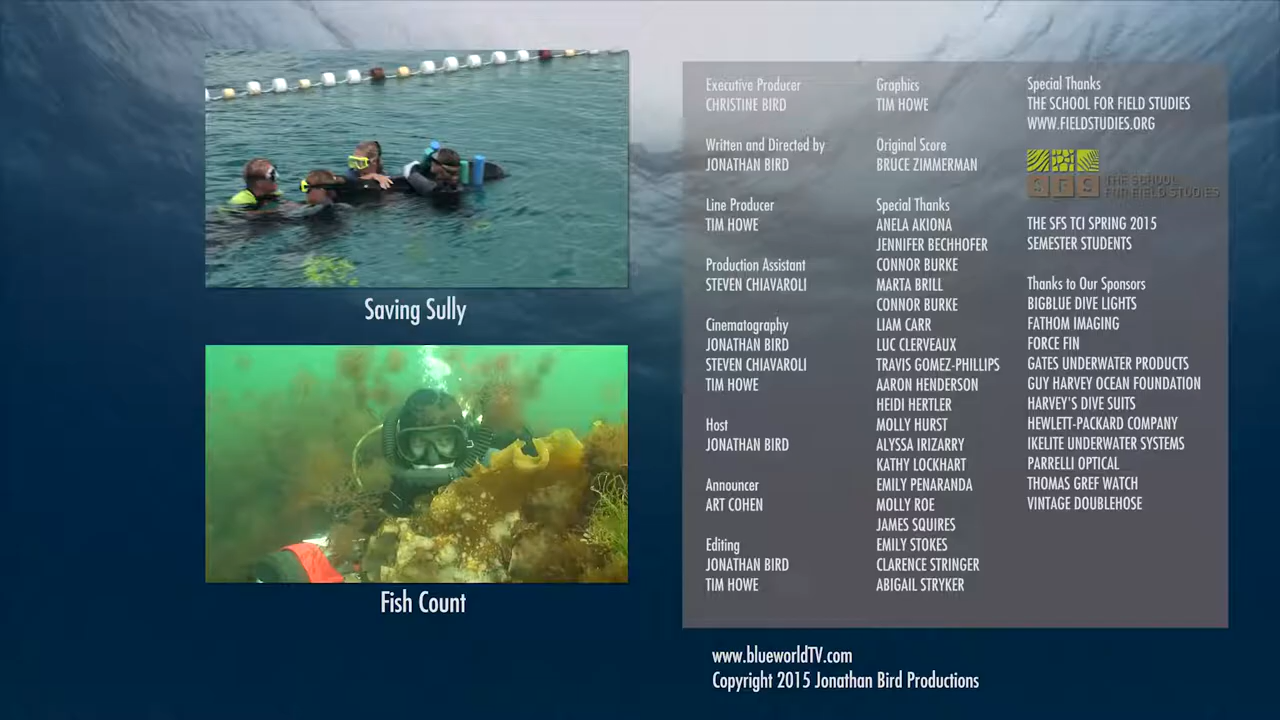 Saving Sully
Fish Count
Executive Producer
CHRISTINE BIRD
Written and Directed by
JONATHAN BIRD
Line Producer
TIM HOWE
Production Assistant
STEVEN CHIAVAROLI
Cinematography
JONATHAN BIRD
STEVEN CHIAVAROLI
TIM HOWE
Host
JONATHAN BIRD
Announcer
ART COHEN
Editing
JONATHAN BIRD
TIM HOWE
Graphics
TIM HOWE
Original Score
BRUCE ZIMMERMAN
Special Thanks
ANELA AKIONA
JENNIFER BECHHOFER
CONNOR BURKE
MARTA BRILL
CONNOR BURKE
LIAM CARR
LUC CLERVEAUX
TRAVIS GOMEZ-PHILLIPS
AARON HENDERSON
HEIDI HERTLER
MOLLY HURST
ALYSSA IRIZARRY
KATHY LOCKHART
EMILY PENARANDA
MOLLY ROE
JAMES SQUIRES
EMILY STOKES
CLARENCE STRINGER
ABIGAIL STRYKER
Special Thanks
THE SCHOOL FOR FIELD STUDIES
WWW.FIELDSTUDIES.ORG
SFS THE SCHOOL
FOR FIELD STUDIES
THE SFS TCI SPRING 2015
SEMESTER STUDENTS
Thanks to Our Sponsors
BIGBLUE DIVE LIGHTS
FATHOM IMAGING
FORCE FIN
GATES UNDERWATER PRODUCTS
GUY HARVEY OCEAN FOUNDATION
HARVEY'S DIVE SUITS
HEWLETT-PACKARD COMPANY
IKELITE UNDERWATER SYSTEMS
PARRELLI OPTICAL
THOMAS GREF WATCH
VINTAGE DOUBLEHOSE
www.blueworldTV.com
Copyright 2015 Jonathan Bird Productions